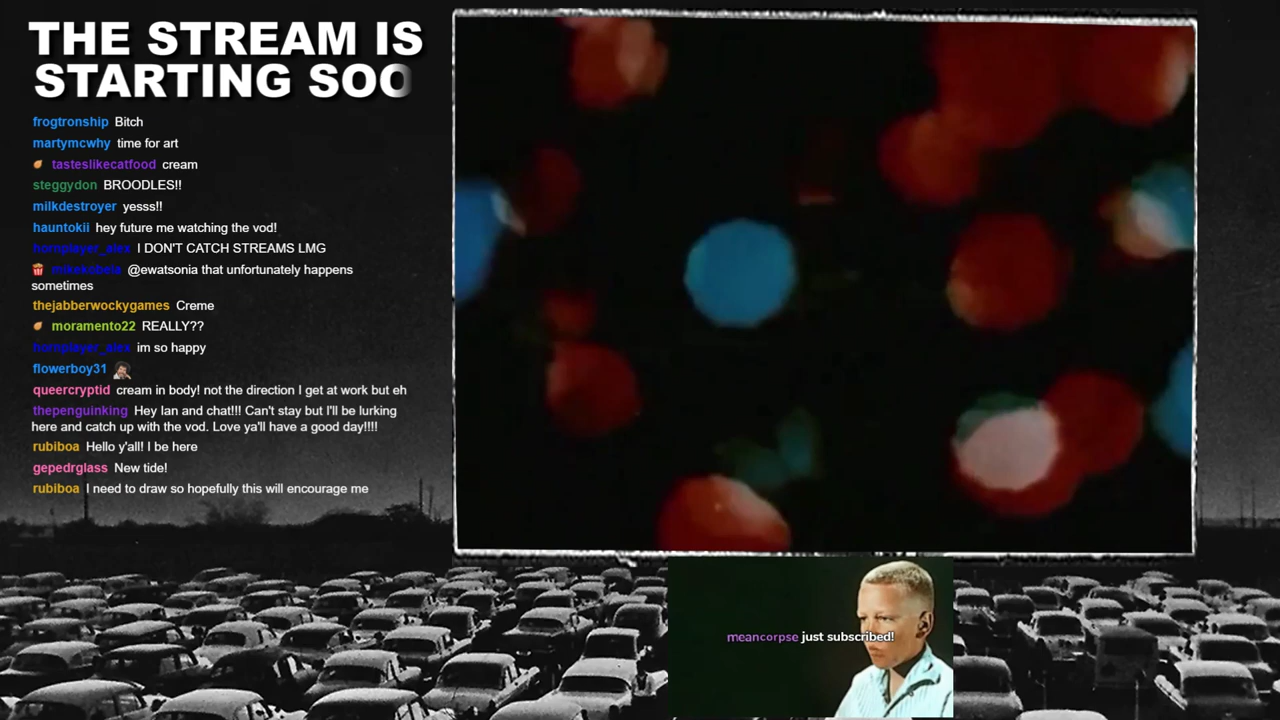 THE STREAM IS
STARTING SOO
frogtronship Bitch
martymcwhy time for art
tasteslikecatfood cream
steggydon BROODLES!!
milkdestroyer yesss!!
hauntokii hey future me watching the vod!
hornplayer_alex I DON'T CATCH STREAMS LMG
@ewatsonia that unfortunately happens
sometimes
thejabberwockygames Creme
moramento22 REALLY??
hornplayer_alex im so happy
flowerboy31
queercryptid cream in body! not the direction I get at work but eh
thepenguinking Hey Ian and chat!!! Can't stay but I'll be lurking
here and catch up with the vod. Love ya'll have a good day!!!!
rubiboa Hello y'all! I be here
gepedrglass New tide!
rubiboa I need to draw so hopefully this will encourage me
meancorpse just subscribed!